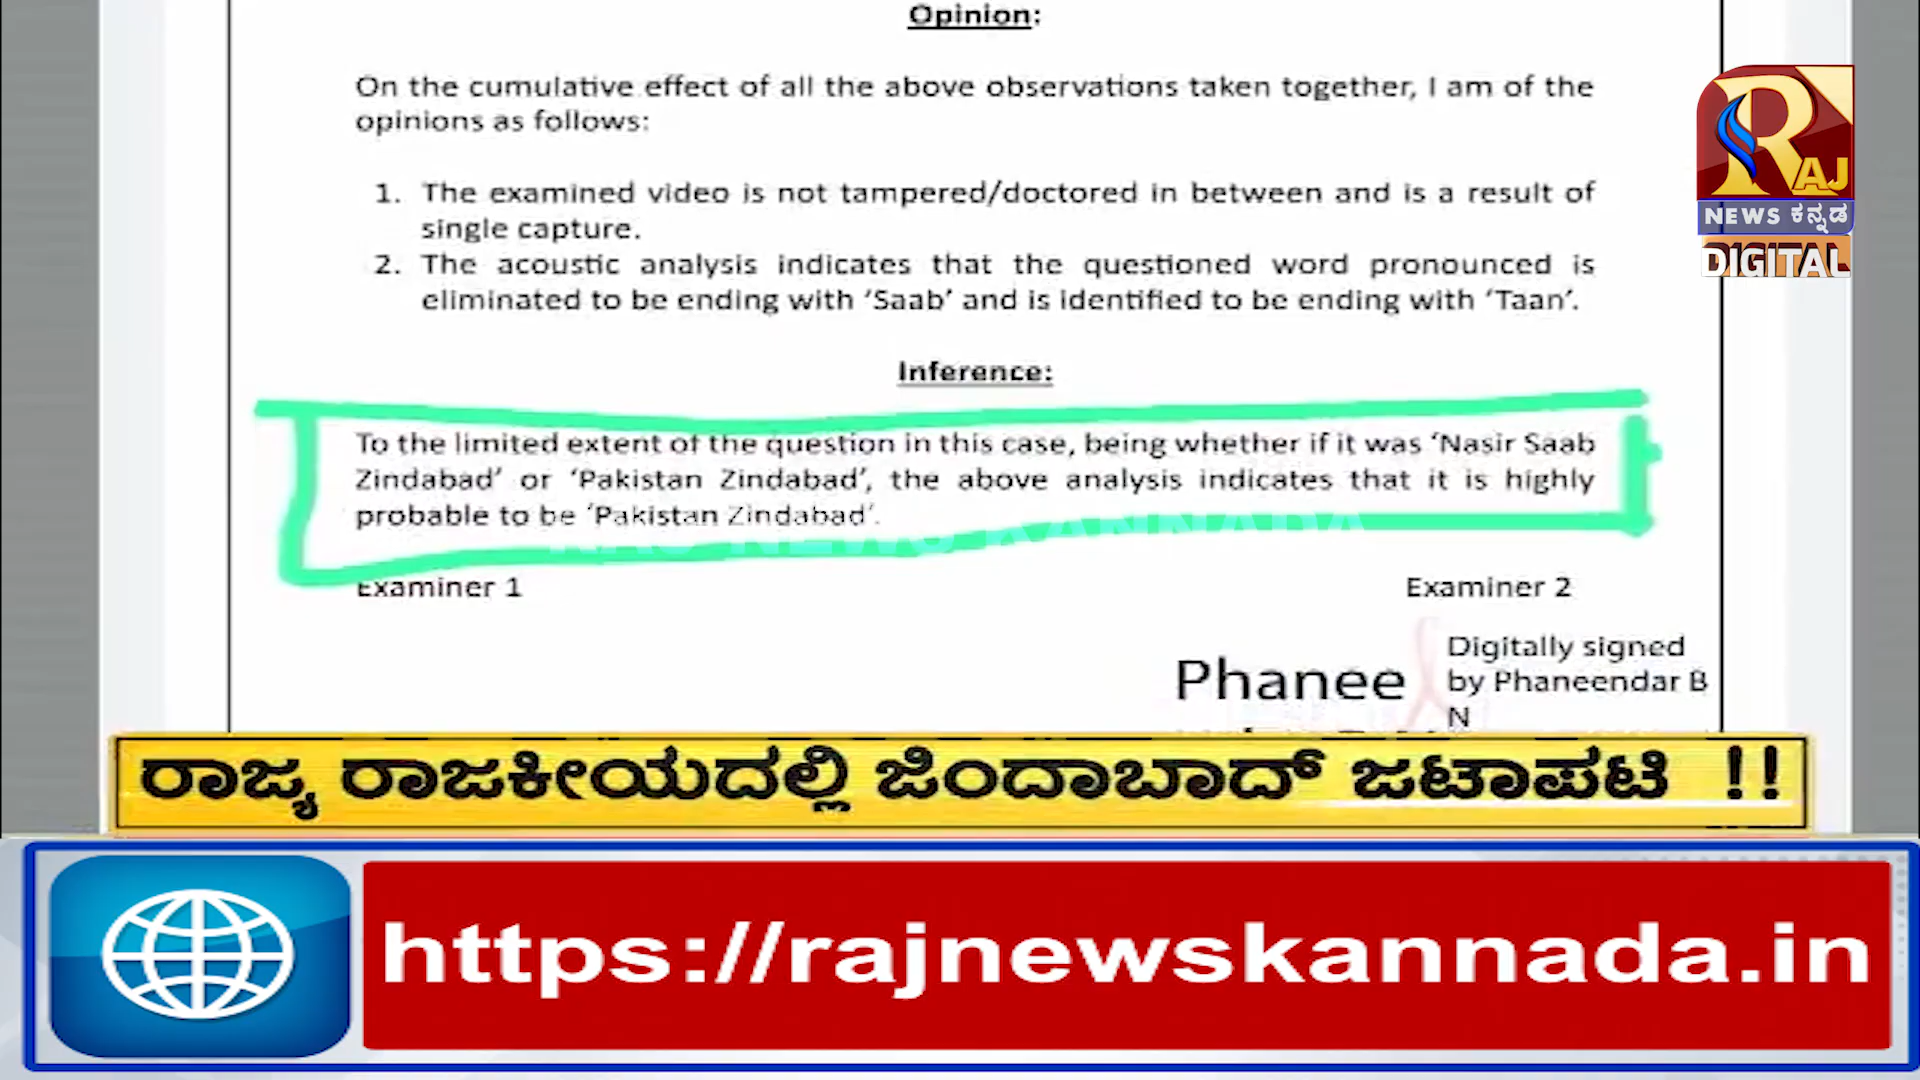 Opinion:
On the cumulative effect of all the above observations taken together, I am of the
opinions as follows:
1. The examined video is not tampered/doctored in between and is a result of
single capture.
2. The acoustic analysis indicates that the questioned word pronounced is
eliminated to be ending with ‘Saab’ and is identified to be ending with ‘Taan’.
Inference:
To the limited extent of the question in this case, being whether if it was ‘Nasir Saab
Zindabad’ or ‘Pakistan Zindabad’, the above analysis indicates that it is highly
probable to be ‘Pakistan Zindabad’.
RAJ NEWS KANNADA
Examiner 1 Examiner 2
Phanee
Digitally signed
by Phaneendar B
N
RAJ
NEWS ಕನ್ನಡ
DIGITAL
ರಾಜ್ಯ ರಾಜಕೀಯದಲ್ಲಿ ಜಿಂದಾಬಾದ್ ಜಟಾಪಟಿ !!
https://rajnewskannada.in